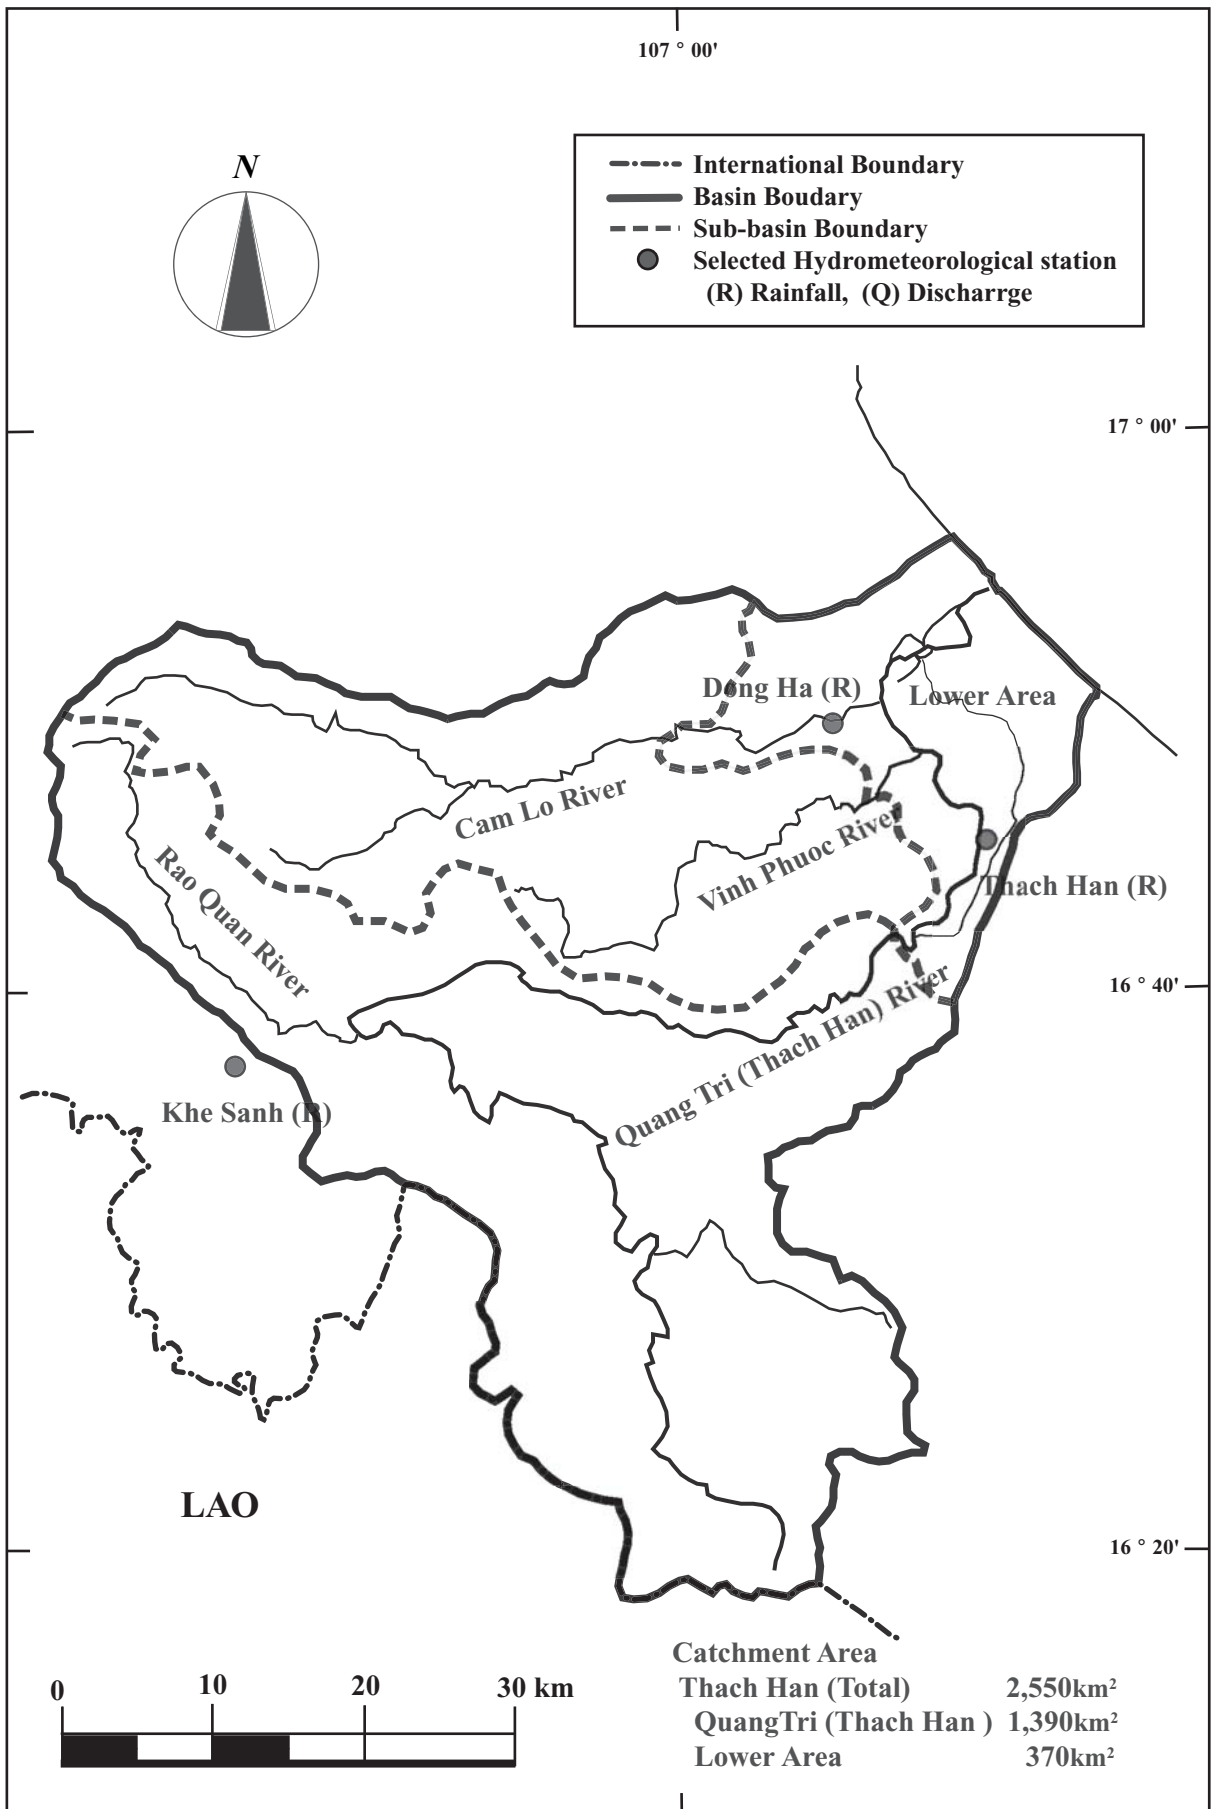 107 ° 00'
N
International Boundary
Basin Boudary
Sub-basin Boundary
Selected Hydrometeorological station
(R) Rainfall, (Q) Discharrge
17 ° 00'
Dong Ha (R)
Lower Area
Cam Lo River
Vinh Phuoc River
Rao Quan River
Thach Han (R)
16 ° 40'
Quang Tri (Thach Han) River
Khe Sanh (R)
LAO
16 ° 20'
Catchment Area
Thach Han (Total) 2,550km²
QuangTri (Thach Han ) 1,390km²
Lower Area 370km²
0 10 20 30 km